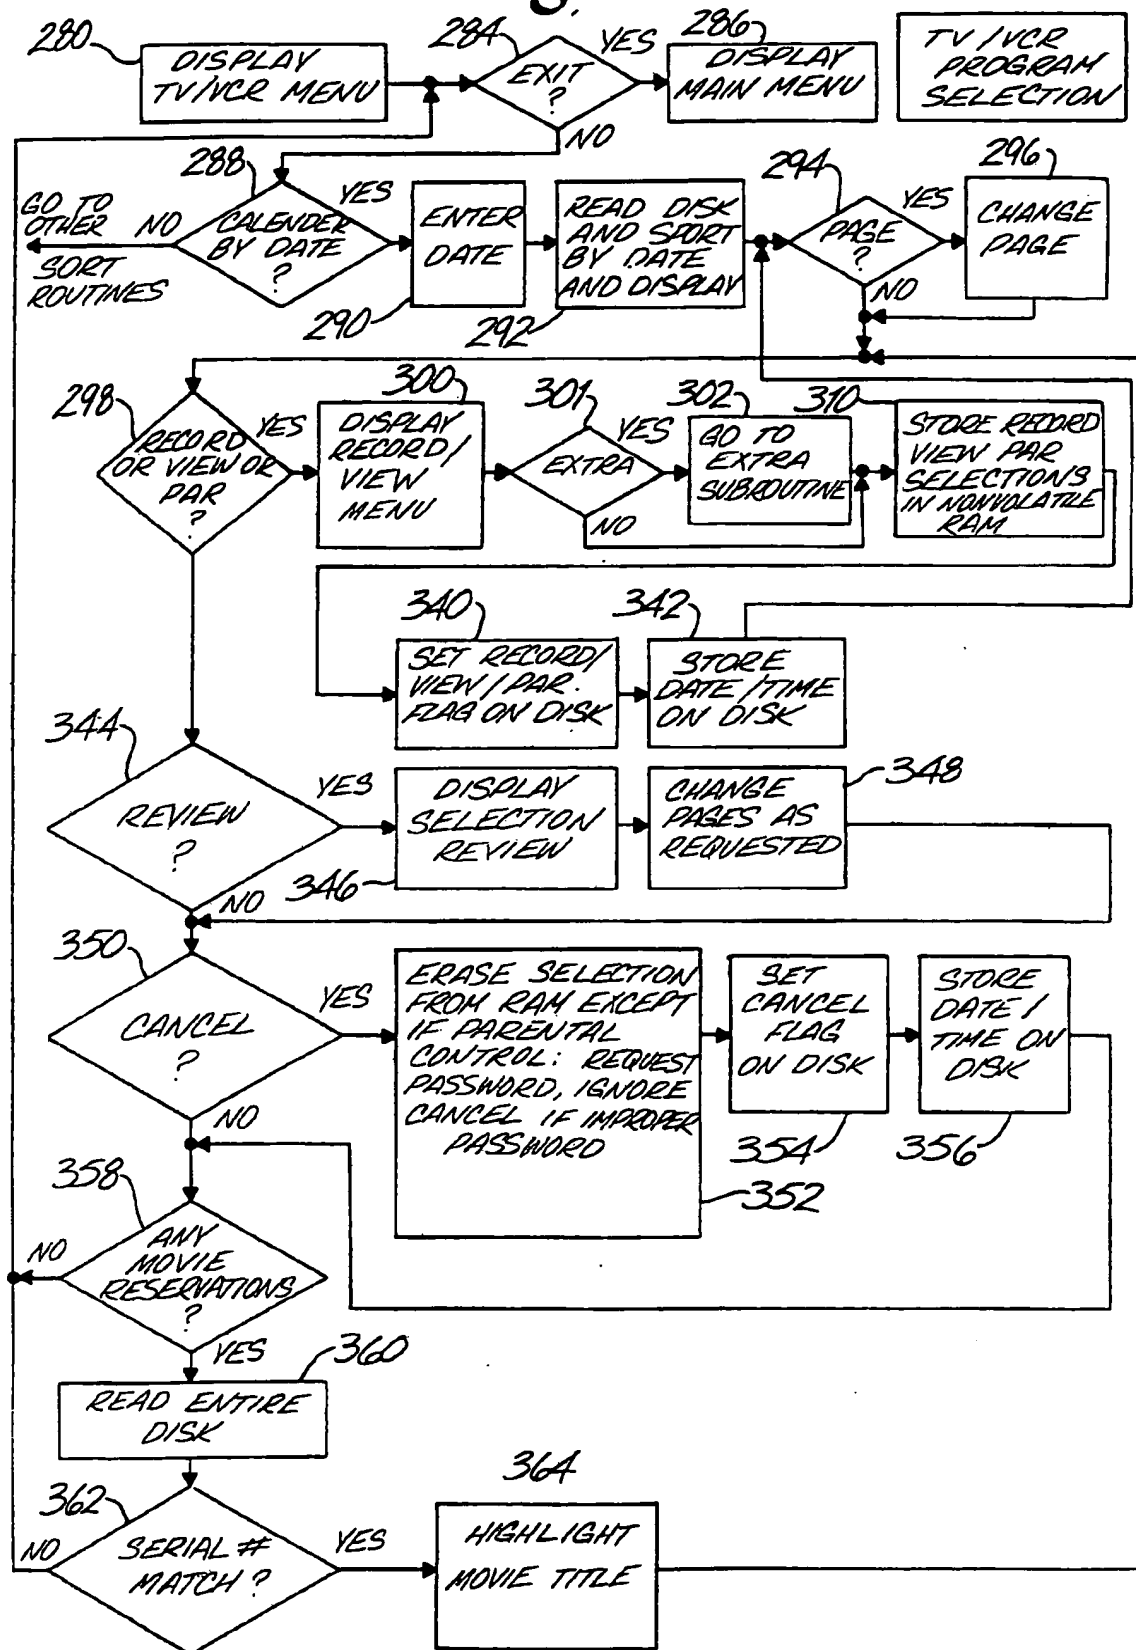 8.
280
DISPLAY
TV/VCR MENU
284
EXIT
?
YES
NO
286
DISPLAY
MAIN MENU
TV/VCR
PROGRAM
SELECTION
288
CALENDER
BY DATE
?
YES
NO
GO TO
OTHER
SORT
ROUTINES
ENTER
DATE
290
READ DISK
AND SPORT
BY DATE
AND DISPLAY
292
294
PAGE
?
YES
NO
296
CHANGE
PAGE
298
RECORD
OR VIEW OR
PAR
?
YES
300
DISPLAY
RECORD/
VIEW
MENU
301
EXTRA
YES
NO
302
GO TO
EXTRA
SUBROUTINE
310
STORE RECORD
VIEW PAR
SELECTIONS
IN NONVOLATILE
RAM
340
SET RECORD/
VIEW/PAR.
FLAG ON DISK
342
STORE
DATE/TIME
ON DISK
344
REVIEW
?
YES
NO
DISPLAY
SELECTION
REVIEW
346
CHANGE
PAGES AS
REQUESTED
348
350
CANCEL
?
YES
NO
ERASE SELECTION
FROM RAM EXCEPT
IF PARENTAL
CONTROL: REQUEST
PASSWORD, IGNORE
CANCEL IF IMPROPER
PASSWORD
352
SET
CANCEL
FLAG
ON DISK
354
STORE
DATE/
TIME ON
DISK
356
358
ANY
MOVIE
RESERVATIONS
?
NO
YES
360
READ ENTIRE
DISK
362
SERIAL #
MATCH ?
NO
YES
364
HIGHLIGHT
MOVIE TITLE